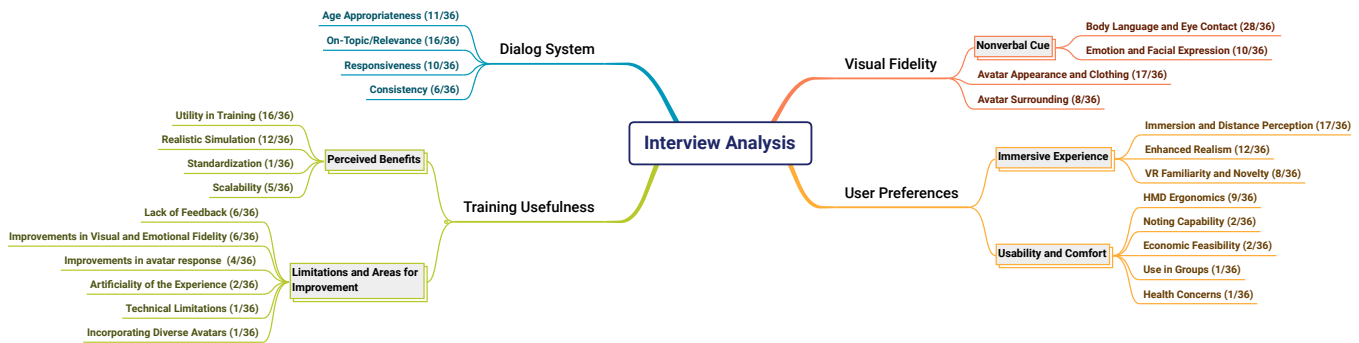 Interview Analysis
Dialog System
Age Appropriateness (11/36)
On-Topic/Relevance (16/36)
Responsiveness (10/36)
Consistency (6/36)
Training Usefulness
Perceived Benefits
Utility in Training (16/36)
Realistic Simulation (12/36)
Standardization (1/36)
Scalability (5/36)
Limitations and Areas for
Improvement
Lack of Feedback (6/36)
Improvements in Visual and Emotional Fidelity (6/36)
Improvements in avatar response (4/36)
Artificiality of the Experience (2/36)
Technical Limitations (1/36)
Incorporating Diverse Avatars (1/36)
Visual Fidelity
Nonverbal Cue
Body Language and Eye Contact (28/36)
Emotion and Facial Expression (10/36)
Avatar Appearance and Clothing (17/36)
Avatar Surrounding (8/36)
User Preferences
Immersive Experience
Immersion and Distance Perception (17/36)
Enhanced Realism (12/36)
VR Familiarity and Novelty (8/36)
Usability and Comfort
HMD Ergonomics (9/36)
Noting Capability (2/36)
Economic Feasibility (2/36)
Use in Groups (1/36)
Health Concerns (1/36)